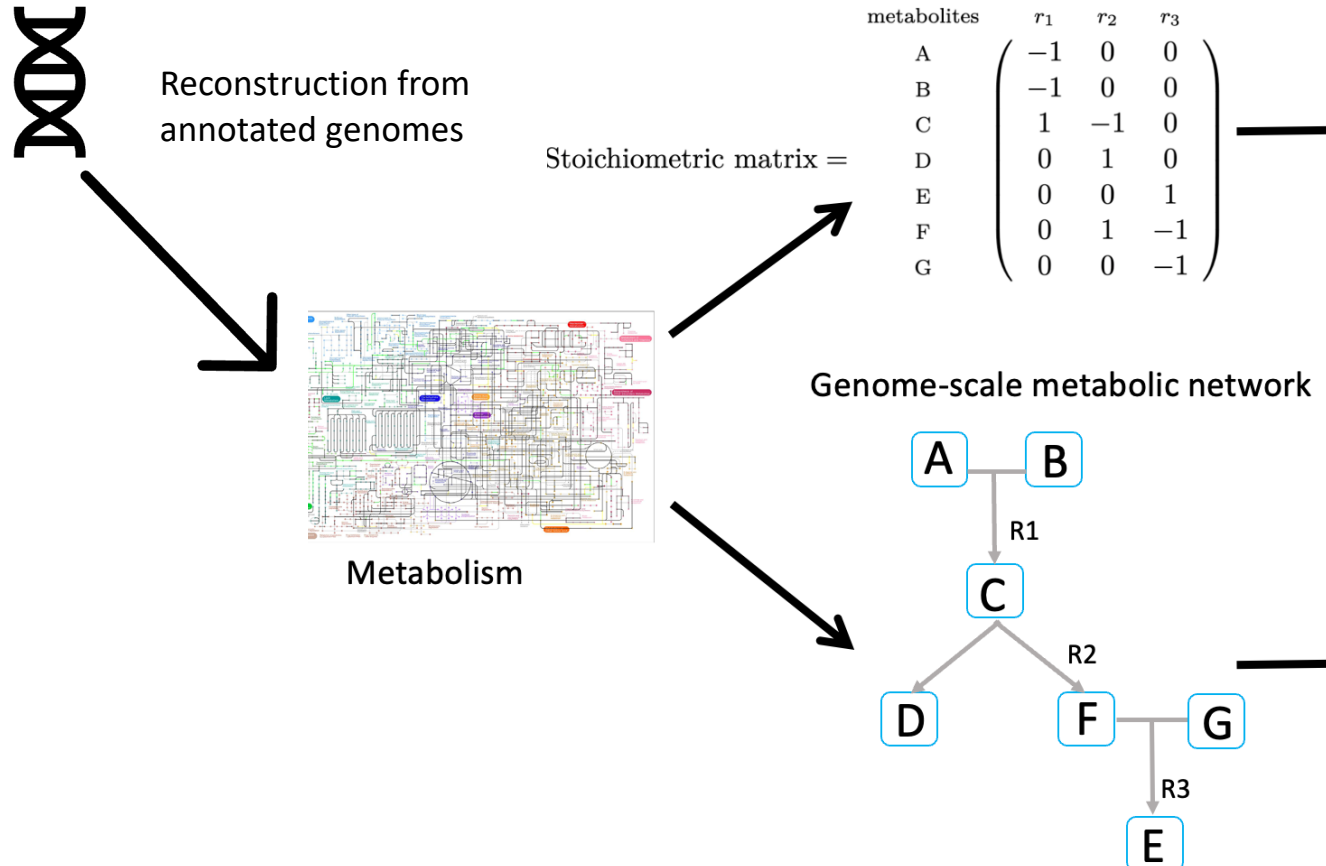 Reconstruction from
annotated genomes
metabolites r1 r2 r3
A −1 0 0
B −1 0 0
C 1 −1 0
Stoichiometric matrix = D 0 1 0
E 0 0 1
F 0 1 −1
G 0 0 −1
Metabolism
Genome-scale metabolic network
A B
R1
C
R2
D F G
R3
E